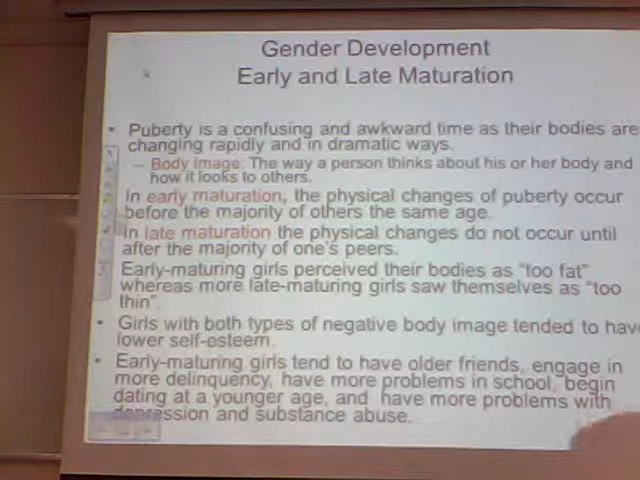 Gender Development
Early and Late Maturation
• Puberty is a confusing and awkward time as their bodies are
changing rapidly and in dramatic ways.
– Body Image: The way a person thinks about his or her body and
how it looks to others.
In early maturation, the physical changes of puberty occur
before the majority of others the same age.
In late maturation the physical changes do not occur until
after the majority of one's peers.
Early-maturing girls perceived their bodies as "too fat"
whereas more late-maturing girls saw themselves as "too
thin".
• Girls with both types of negative body image tended to have
lower self-esteem.
• Early-maturing girls tend to have older friends, engage in
more delinquency, have more problems in school, begin
dating at a younger age, and have more problems with
depression and substance abuse.